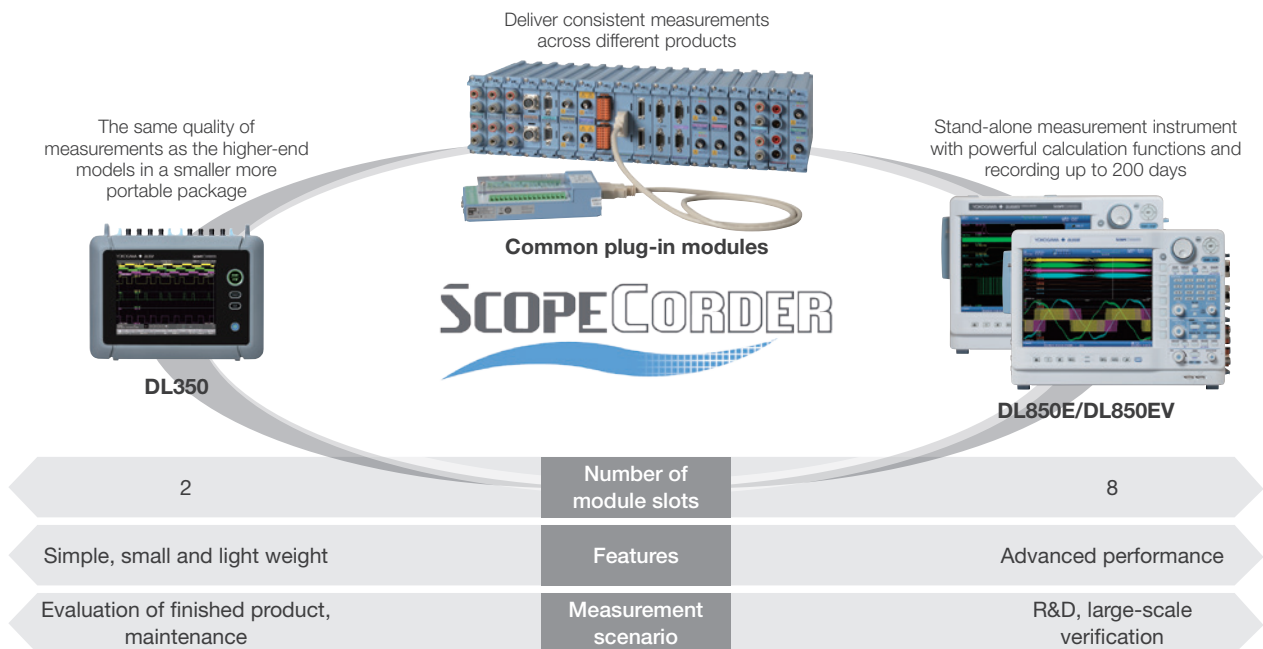 Deliver consistent measurements
across different products
The same quality of
measurements as the higher-end
models in a smaller more
portable package
Stand-alone measurement instrument
with powerful calculation functions and
recording up to 200 days
Common plug-in modules
SCOPECORDER
DL350
DL850E/DL850EV
2
Number of
module slots
8
Simple, small and light weight
Features
Advanced performance
Evaluation of finished product,
maintenance
Measurement
scenario
R&D, large-scale
verification